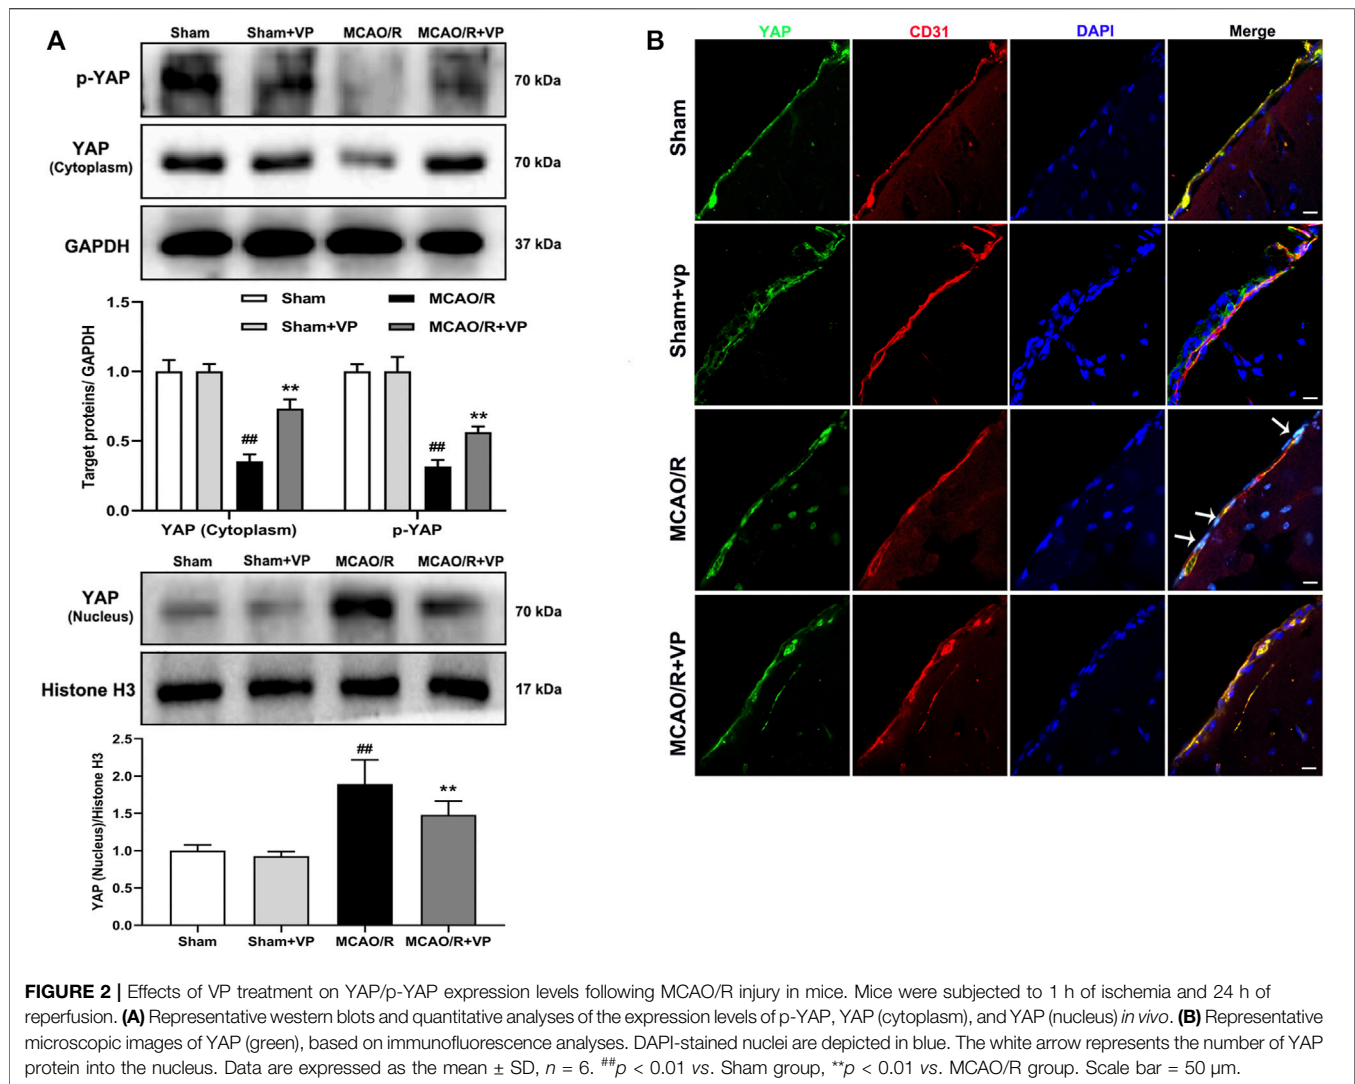 A
Sham Sham+VP MCAO/R MCAO/R+VP
p-YAP 70 kDa
YAP
(Cytoplasm) 70 kDa
GAPDH 37 kDa
Sham MCAO/R
Sham+VP MCAO/R+VP
Target proteins/ GAPDH
1.5
1.0
0.5
0.0
## ** ## **
YAP (Cytoplasm) p-YAP
Sham Sham+VP MCAO/R MCAO/R+VP
YAP
(Nucleus) 70 kDa
Histone H3 17 kDa
YAP (Nucleus)/Histone H3
2.5
2.0
1.5
1.0
0.5
0.0
## **
Sham Sham+VP MCAO/R MCAO/R+VP
B
YAP CD31 DAPI Merge
Sham
Sham+vp
MCAO/R
MCAO/R+VP
FIGURE 2 | Effects of VP treatment on YAP/p-YAP expression levels following MCAO/R injury in mice. Mice were subjected to 1 h of ischemia and 24 h of
reperfusion. (A) Representative western blots and quantitative analyses of the expression levels of p-YAP, YAP (cytoplasm), and YAP (nucleus) in vivo. (B) Representative
microscopic images of YAP (green), based on immunofluorescence analyses. DAPI-stained nuclei are depicted in blue. The white arrow represents the number of YAP
protein into the nucleus. Data are expressed as the mean ± SD, n = 6. ##p < 0.01 vs. Sham group, **p < 0.01 vs. MCAO/R group. Scale bar = 50 μm.